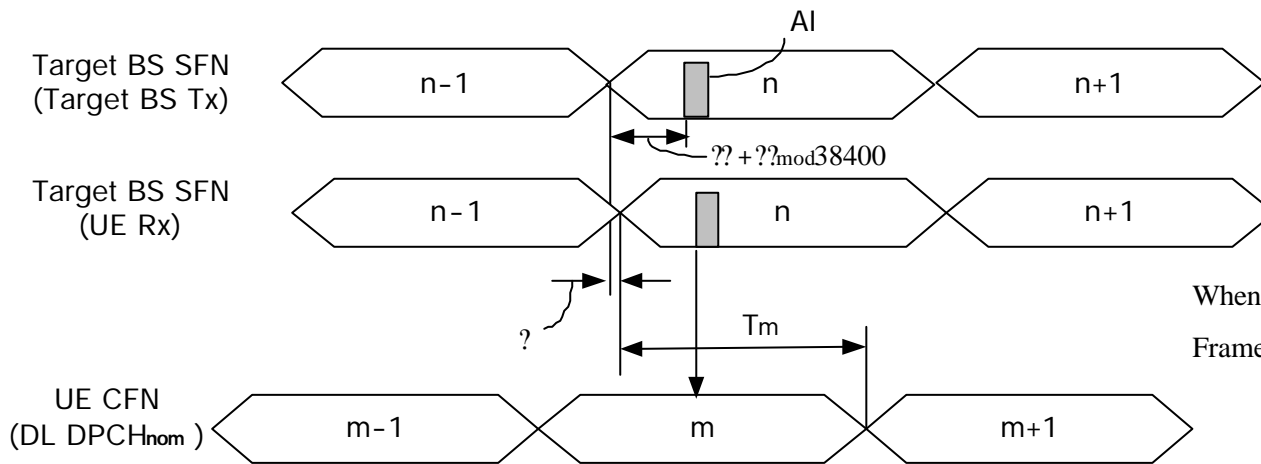 AI
Target BS SFN
(Target BS Tx)
n-1
n
n+1
?? +??mod38400
Target BS SFN
(UE Rx)
n-1
n
n+1
?
Tm
When
Frame
UE CFN
(DL DPCHnom )
m-1
m
m+1